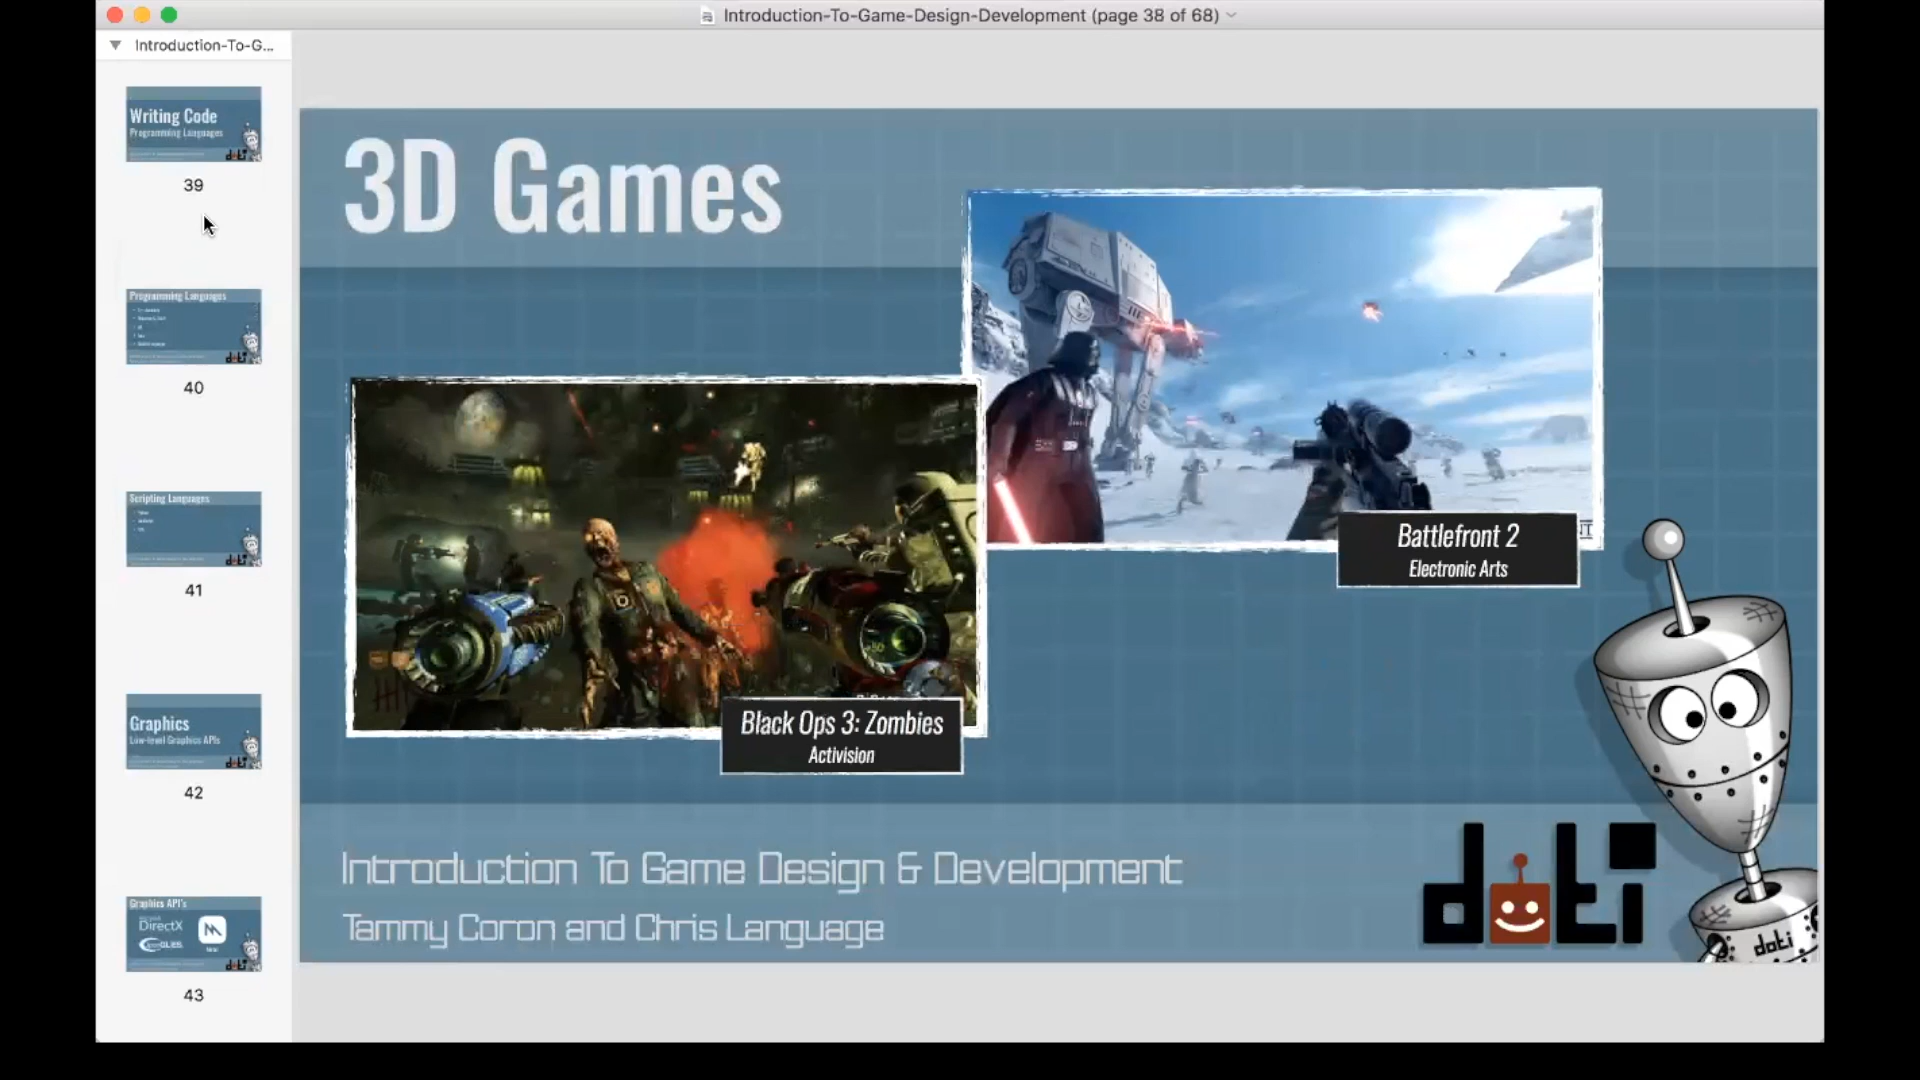 Introduction-To-Game-Design-Development (page 38 of 68)
Introduction-To-G...
Writing Code
Programming Languages
39
Programming Languages
40
Scripting Languages
41
Graphics
Low-level Graphics APIs
42
Graphics API's
DirectX
43
3D Games
Battlefront 2
Electronic Arts
Black Ops 3: Zombies
Activision
Introduction To Game Design & Development
Tammy Coron and Chris Language
doti
doti